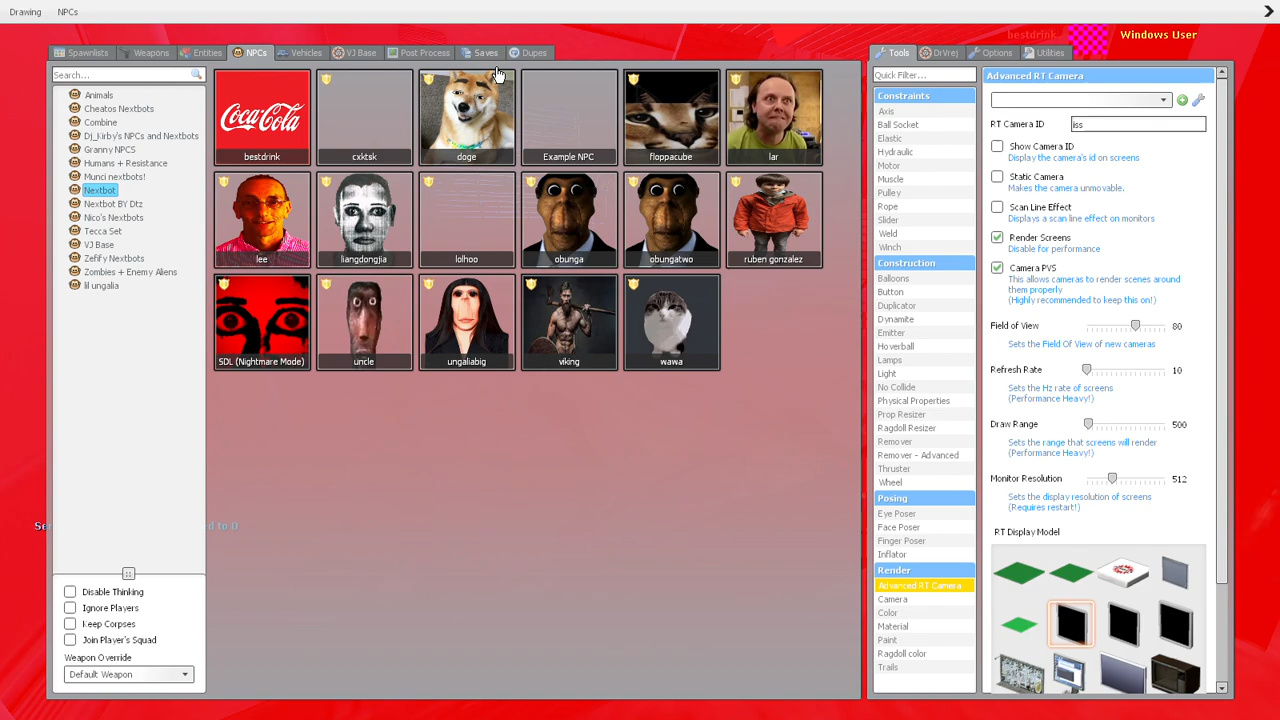 Drawing NPCs
bestdrink Windows User
Spawnlists Weapons Entities NPCs Vehicles VJ Base Post Process Saves Dupes
Search...
Animals
Cheatos Nextbots
Combine
Dj_Kirby's NPCs and Nextbots
Granny NPCS
Humans + Resistance
Munci nextbots!
Nextbot
Nextbot BY Dtz
Nico's Nextbots
Tecca Set
VJ Base
Zefify Nextbots
Zombies + Enemy Aliens
lil ungalia
Coca-Cola
bestdrink cxktsk doge Example NPC floppacube lar
lee liangdongjia lolhoo obunga obungatwo ruben gonzalez
SDL (Nightmare Mode) uncle ungaliabig viking wawa
Se
d to 0
Disable Thinking
Ignore Players
Keep Corpses
Join Player's Squad
Weapon Override
Default Weapon
Tools DrVrej Options Utilities
Quick Filter...
Constraints
Axis
Ball Socket
Elastic
Hydraulic
Motor
Muscle
Pulley
Rope
Slider
Weld
Winch
Construction
Balloons
Button
Duplicator
Dynamite
Emitter
Hoverball
Lamps
Light
No Collide
Physical Properties
Prop Resizer
Ragdoll Resizer
Remover
Remover - Advanced
Thruster
Wheel
Posing
Eye Poser
Face Poser
Finger Poser
Inflator
Render
Advanced RT Camera
Camera
Color
Material
Paint
Ragdoll color
Trails
Advanced RT Camera
RT Camera ID iss
Show Camera ID
Display the camera's id on screens
Static Camera
Makes the camera unmovable.
Scan Line Effect
Displays a scan line effect on monitors
Render Screens
Disable for performance
Camera PVS
This allows cameras to render scenes around
them properly
(Highly recommended to keep this on!)
Field of View 80
Sets the Field Of View of new cameras
Refresh Rate 10
Sets the Hz rate of screens
(Performance Heavy!)
Draw Range 500
Sets the range that screens will render
(Performance Heavy!)
Monitor Resolution 512
Sets the display resolution of screens
(Requires restart!)
RT Display Model